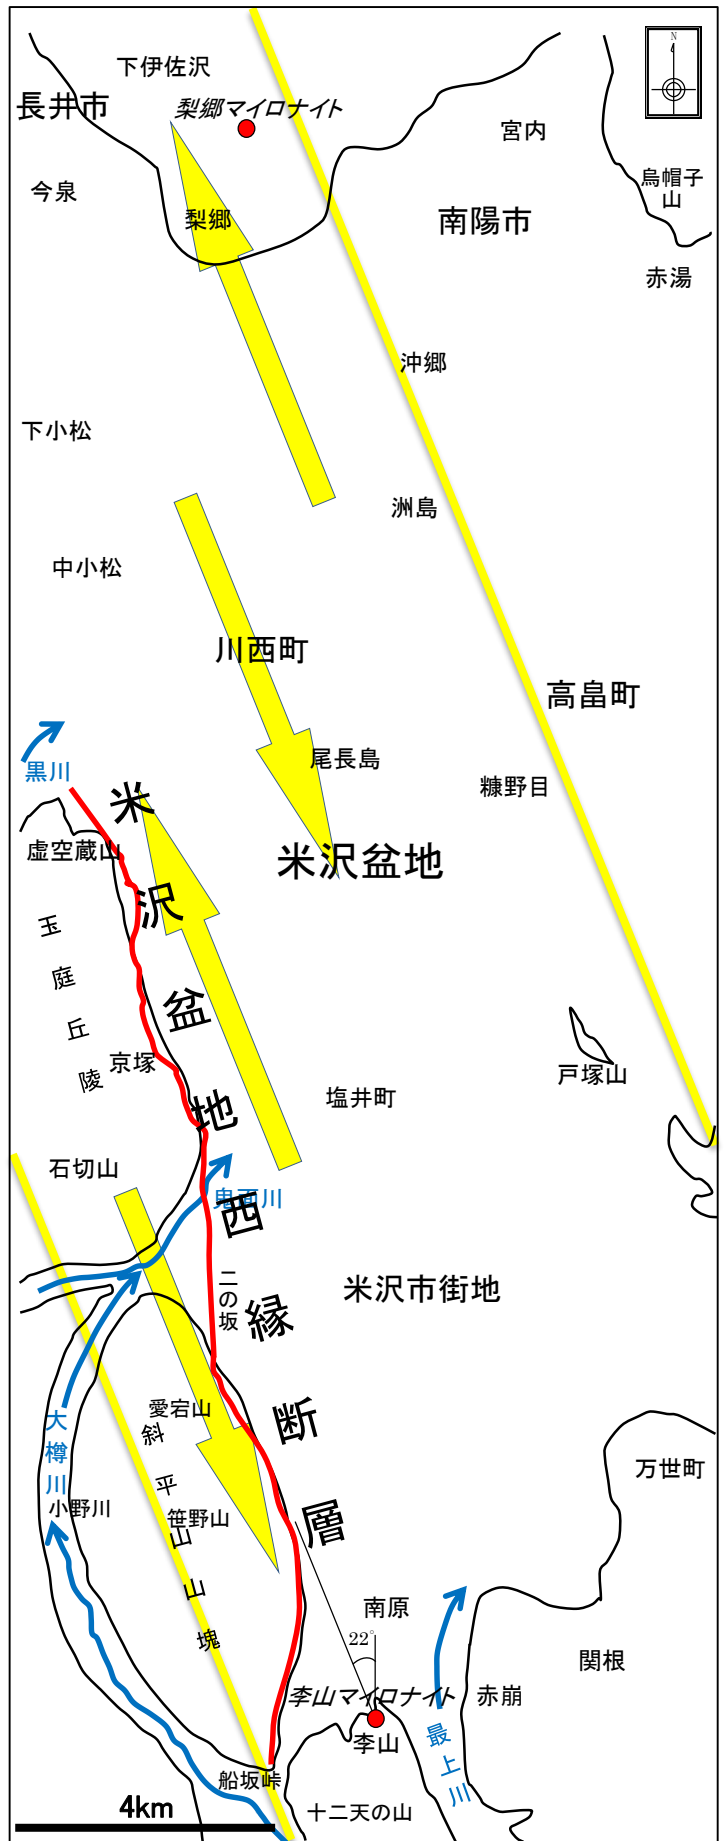 N
下伊佐沢
長井市
梨郷マイロナイト
宮内
今泉
烏帽子
山
梨郷
南陽市
赤湯
沖郷
下小松
洲島
中小松
川西町
高畠町
黒川
尾長島
糠野目
虚空蔵山
米沢盆地
米沢盆地西縁断層
玉庭丘陵
京塚
戸塚山
塩井町
石切山
鬼面川
二の坂
米沢市街地
愛宕山
大樽川
斜平山山塊
小野川
笹野山
万世町
南原
22°
関根
李山マイロナイト
赤崩
李山
最上川
船坂峠
4km
十二天の山